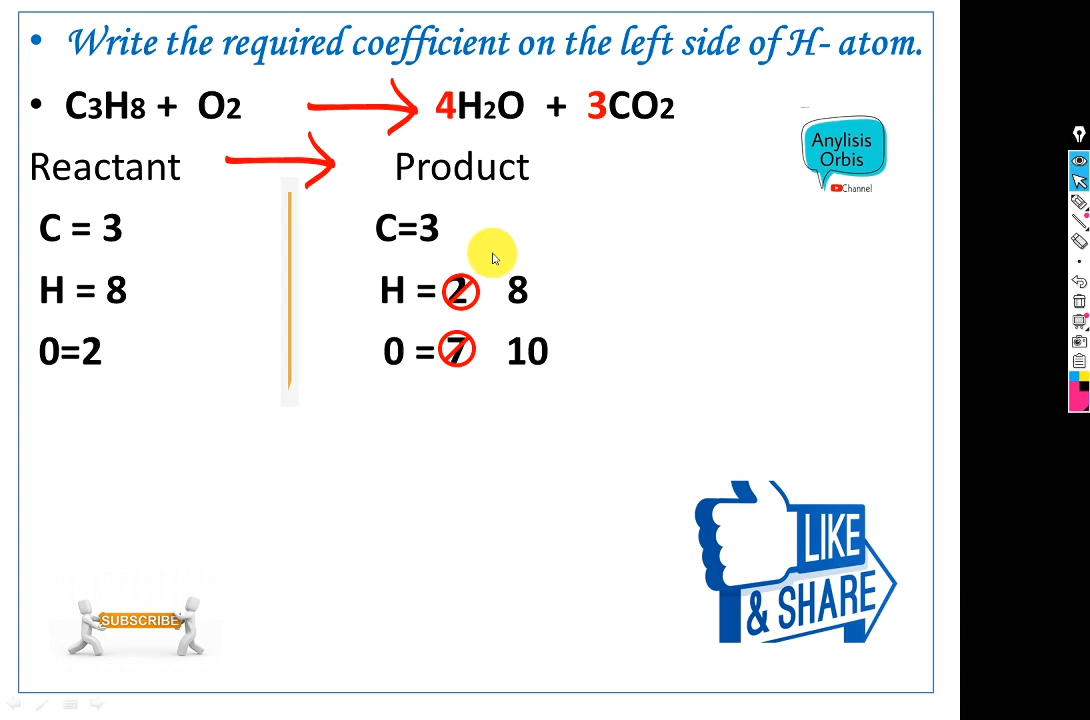 • Write the required coefficient on the left side of H- atom.
• C3H8 + O2 → 4H2O + 3CO2
Reactant → Product
C = 3 C=3
H = 8 H = 2 8
0=2 0 = 7 10
Anylisis
Orbis
Channel
LIKE
& SHARE
SUBSCRIBE